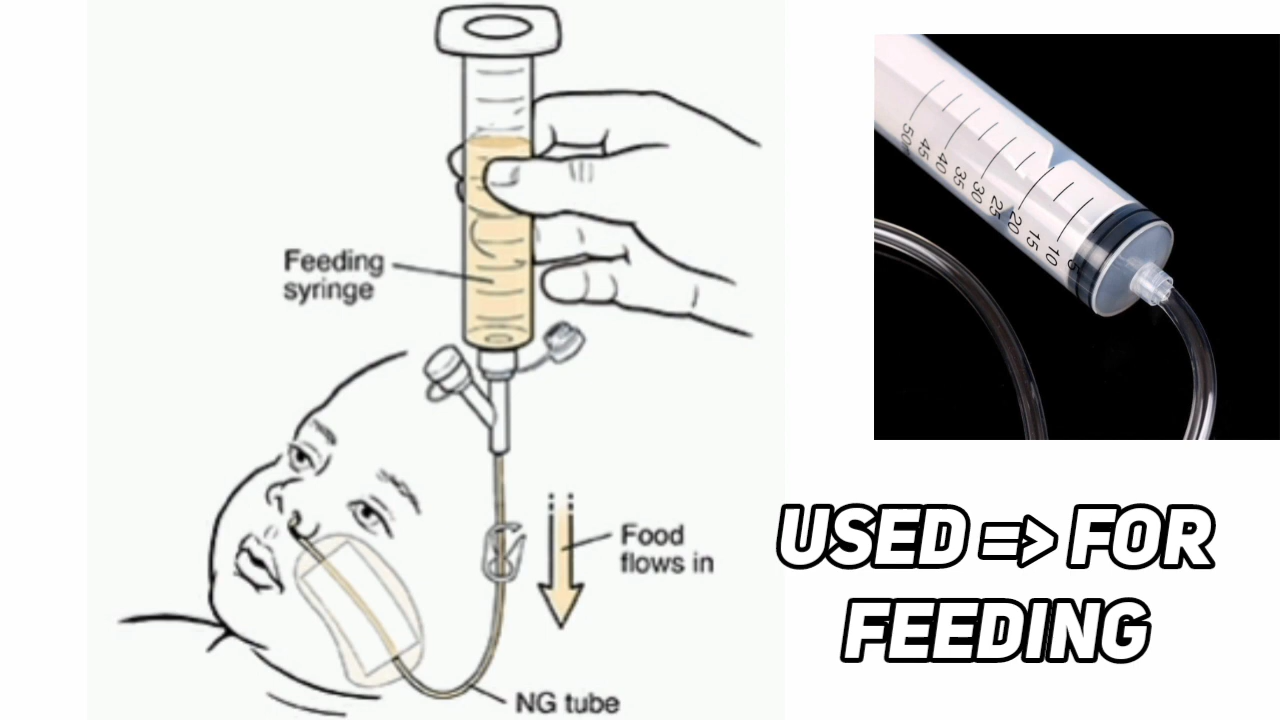 Feeding
syringe
Food
flows in
NG tube
50
45
40
35
30
25
20
15
10
USED => FOR
FEEDING